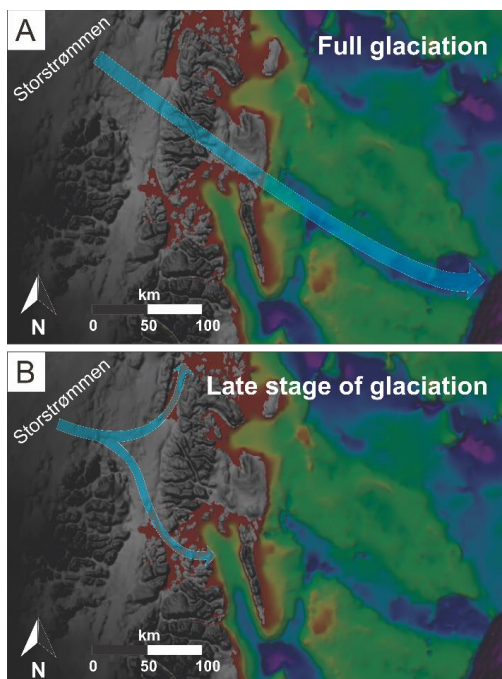 A
Full glaciation
Storstrømmen
km
0 50 100
N
B
Late stage of glaciation
Storstrømmen
km
0 50 100
N